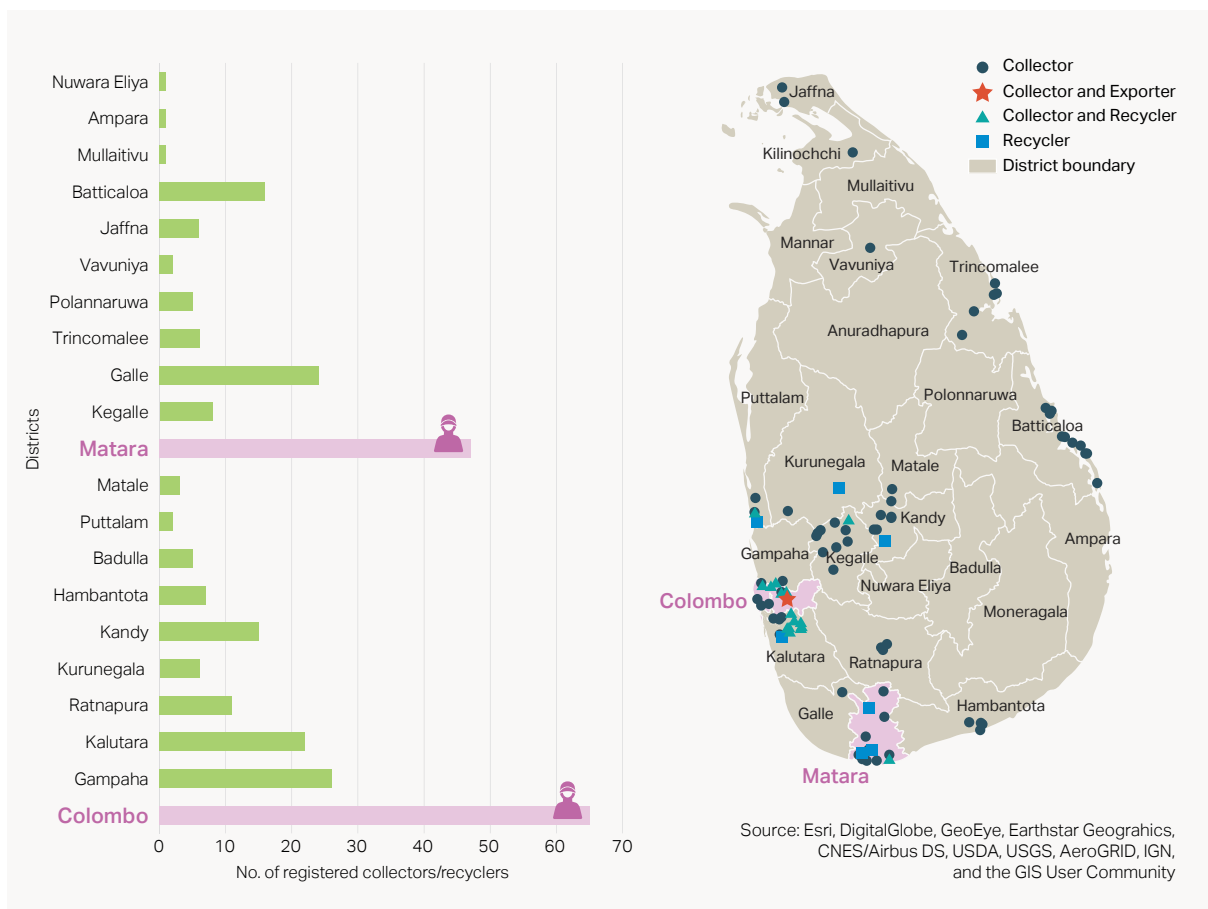 Districts
Nuwara Eliya
Ampara
Mullaitivu
Batticaloa
Jaffna
Vavuniya
Polannaruwa
Trincomalee
Galle
Kegalle
Matara
Matale
Puttalam
Badulla
Hambantota
Kandy
Kurunegala
Ratnapura
Kalutara
Gampaha
Colombo
0 10 20 30 40 50 60 70
No. of registered collectors/recyclers
Collector
Collector and Exporter
Collector and Recycler
Recycler
District boundary
Jaffna
Kilinochchi
Mullaitivu
Mannar
Vavuniya
Trincomalee
Anuradhapura
Puttalam
Polonnaruwa
Batticaloa
Kurunegala
Matale
Kandy
Ampara
Gampaha
Kegalle
Badulla
Nuwara Eliya
Colombo
Moneragala
Kalutara
Ratnapura
Galle
Hambantota
Matara
Source: Esri, DigitalGlobe, GeoEye, Earthstar Geograhics,
CNES/Airbus DS, USDA, USGS, AeroGRID, IGN,
and the GIS User Community